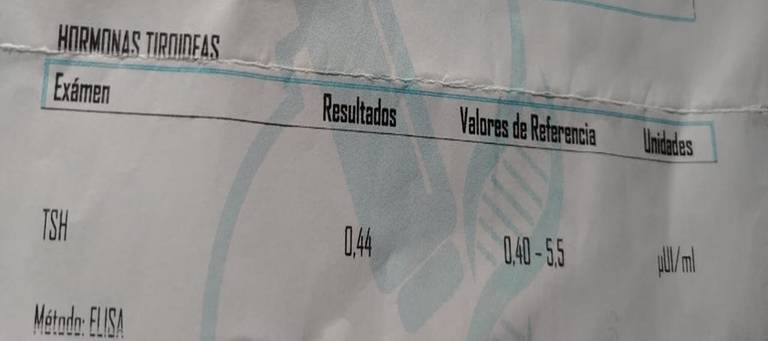 HORMONAS TIROIDEAS
Exámen Resultados Valores de Referencia Unidades
TSH 0,44 0,40 - 5,5 µUI/ml
Método: ELISA